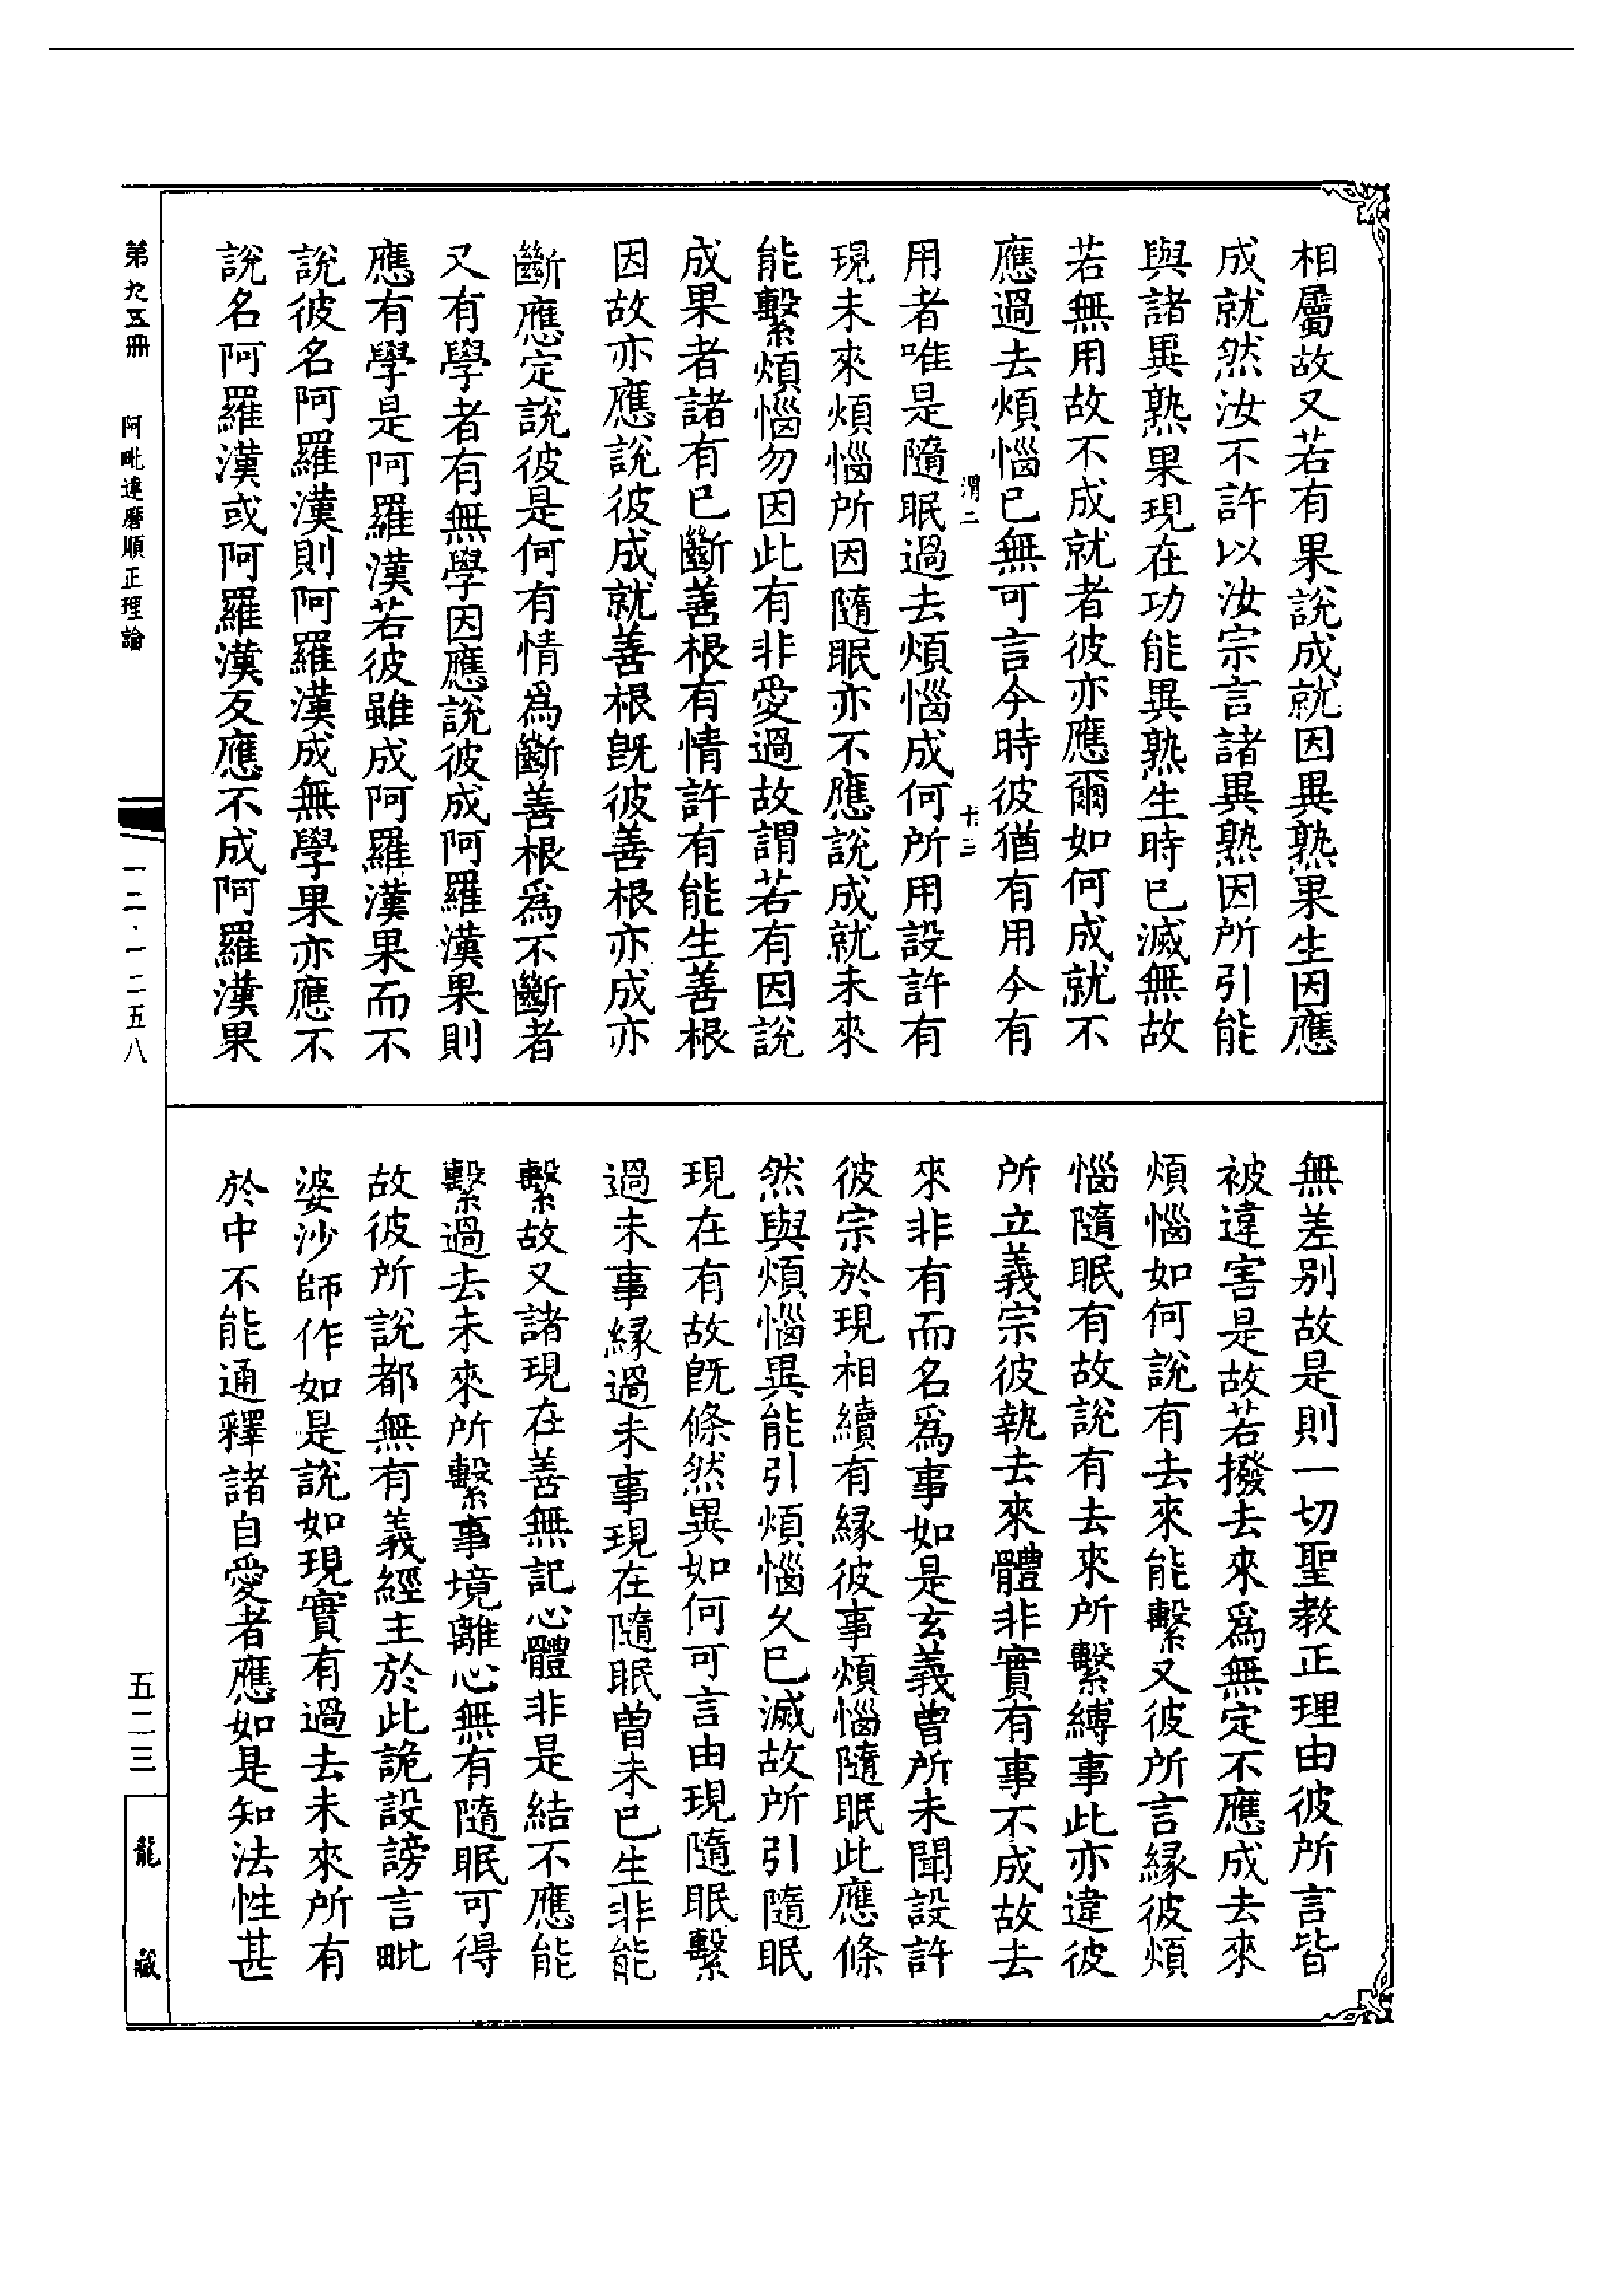 相屬故又若有果說成就因異熟果生因應
成就然汝不許以汝宗言諸異熟因所引能
與諸異熟果現在功能異熟生時已滅無故
若無用故不成就者彼亦應爾如何成就不
應過去煩惱已無可言今時彼猶有用今有
渭二
十三
用者唯是隨眠過去煩惱成何所用設許有
現未來煩惱所因隨眠亦不應說成就未來
能繫煩惱勿因此有非愛過故謂若有因說
成果者諸有已斷善根有情許有能生善根
因故亦應說彼成就善根旣彼善根亦成亦
斷應定說彼是何有情爲斷善根爲不斷者
又有學者有無學因應說彼成阿羅漢果則
應有學是阿羅漢若彼雖成阿羅漢果而不
說彼名阿羅漢則阿羅漢成無學果亦應不
說名阿羅漢或阿羅漢反應不成阿羅漢果
無差别故是則一切聖教正理由彼所言皆
被違害是故若撥去來爲無定不應成去來
煩惱如何說有去來能繫又彼所言緣彼煩
惱隨眠有故說有去來所繫縛事此亦違彼
所立義宗彼執去來體非實有事不成故去
來非有而名爲事如是玄義曾所未聞設許
彼宗於現相續有緣彼事煩惱隨眠此應條
然與煩惱異能引煩惱久已滅故所引隨眠
現在有故旣條然異如何可言由現隨眠繫
過未事緣過未事現在隨眠曾未已生非能
繫故又諸現在善無記心體非是結不應能
繫過去未來所繫事境離心無有隨眠可得
故彼所說都無有義經主於此詭設謗言毗
婆沙師作如是說如現實有過去未來所有
於中不能通釋諸自愛者應如是知法性甚
第九五冊
阿毗達磨順正理論
一二·一二五八
五二三
龍藏